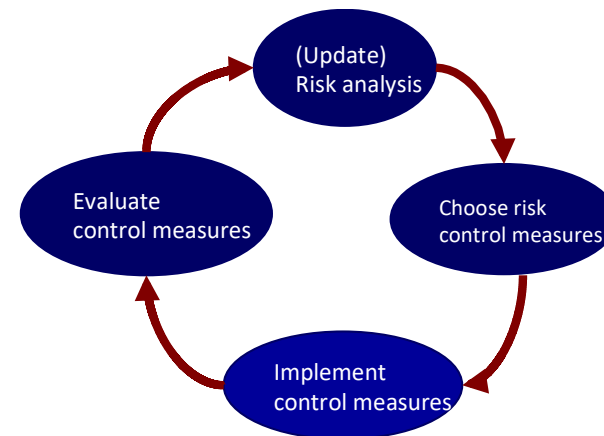 (Update)
Risk analysis
Choose risk
control measures
Implement
control measures
Evaluate
control measures